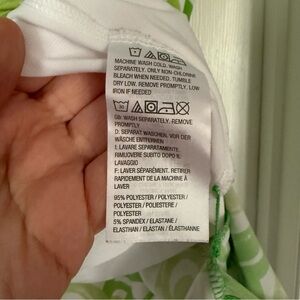 MACHINE WASH COLD. WASH
SEPARATELY. ONLY NON-CHLORINE
BLEACH WHEN NEEDED. TUMBLE
DRY LOW. REMOVE PROMPTLY. LOW
IRON IF NEEDED
30
GB: WASH SEPARATELY, REMOVE
PROMPTLY
D: SEPARAT WASCHEN, VOR DER
WÄSCHE ENTFERNEN
I: LAVARE SEPARATAMENTE.
RIMUOVERE SUBITO DOPO IL
LAVAGGIO
F: LAVER SÉPARÉMENT. RETIRER
RAPIDEMENT DE LA MACHINE À
LAVER
95% POLYESTER / POLYESTER /
POLYESTER / POLIESTERE /
POLYESTER
5% SPANDEX / ELASTANE /
ELASTHAN / ELASTAN / ÉLASTHANNE